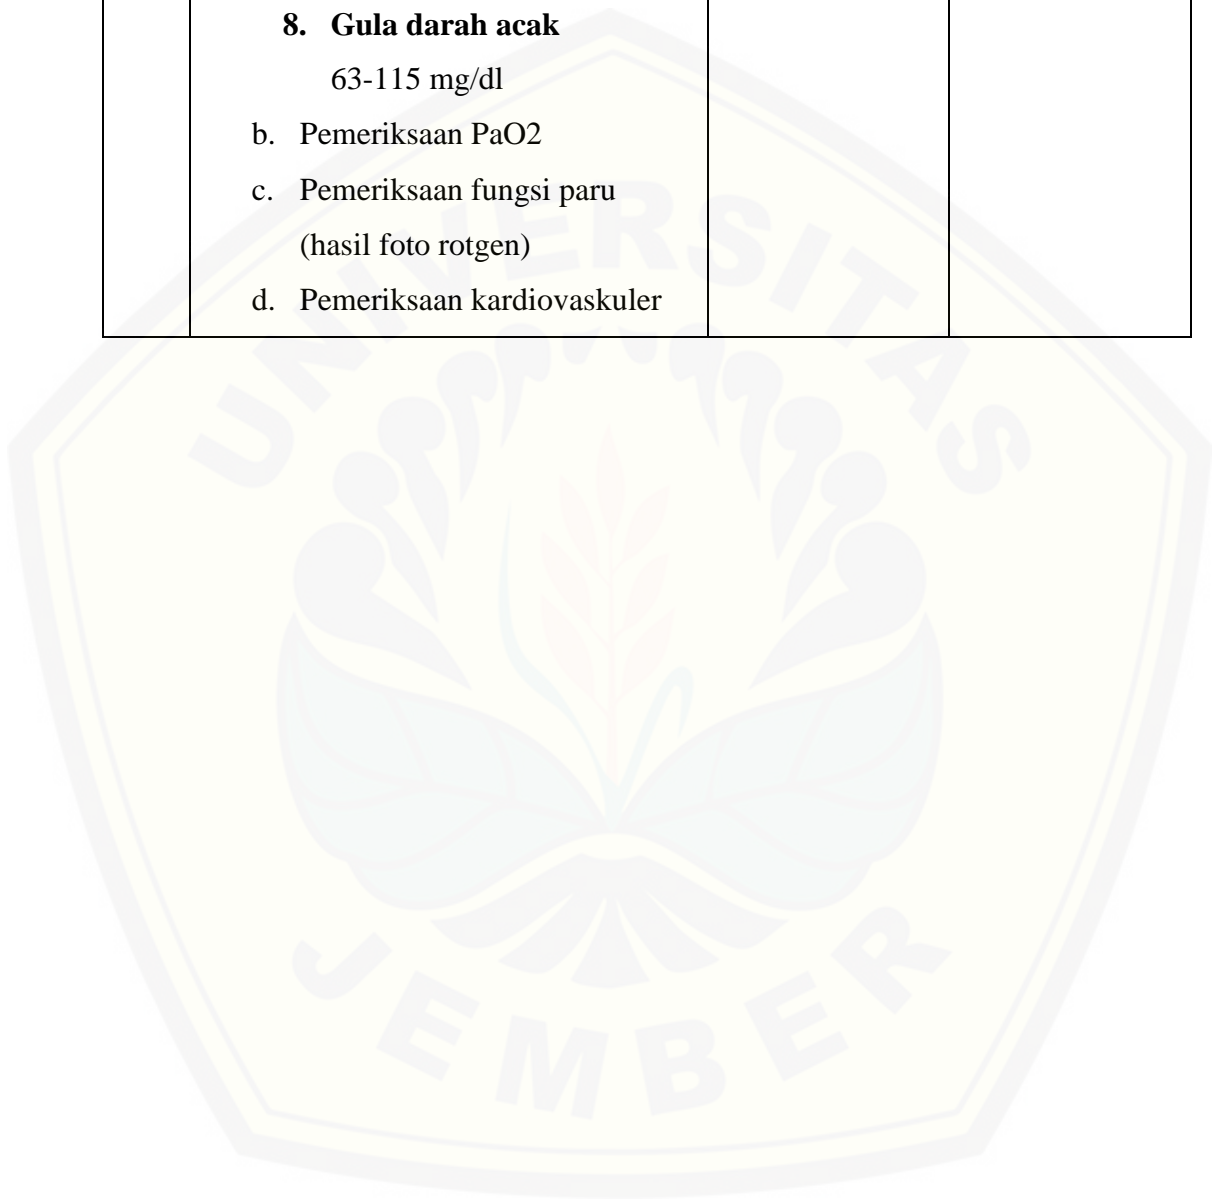 8. Gula darah acak
63-115 mg/dl
b. Pemeriksaan PaO2
c. Pemeriksaan fungsi paru
(hasil foto rotgen)
d. Pemeriksaan kardiovaskuler
UNIVERSITAS
JEMBER